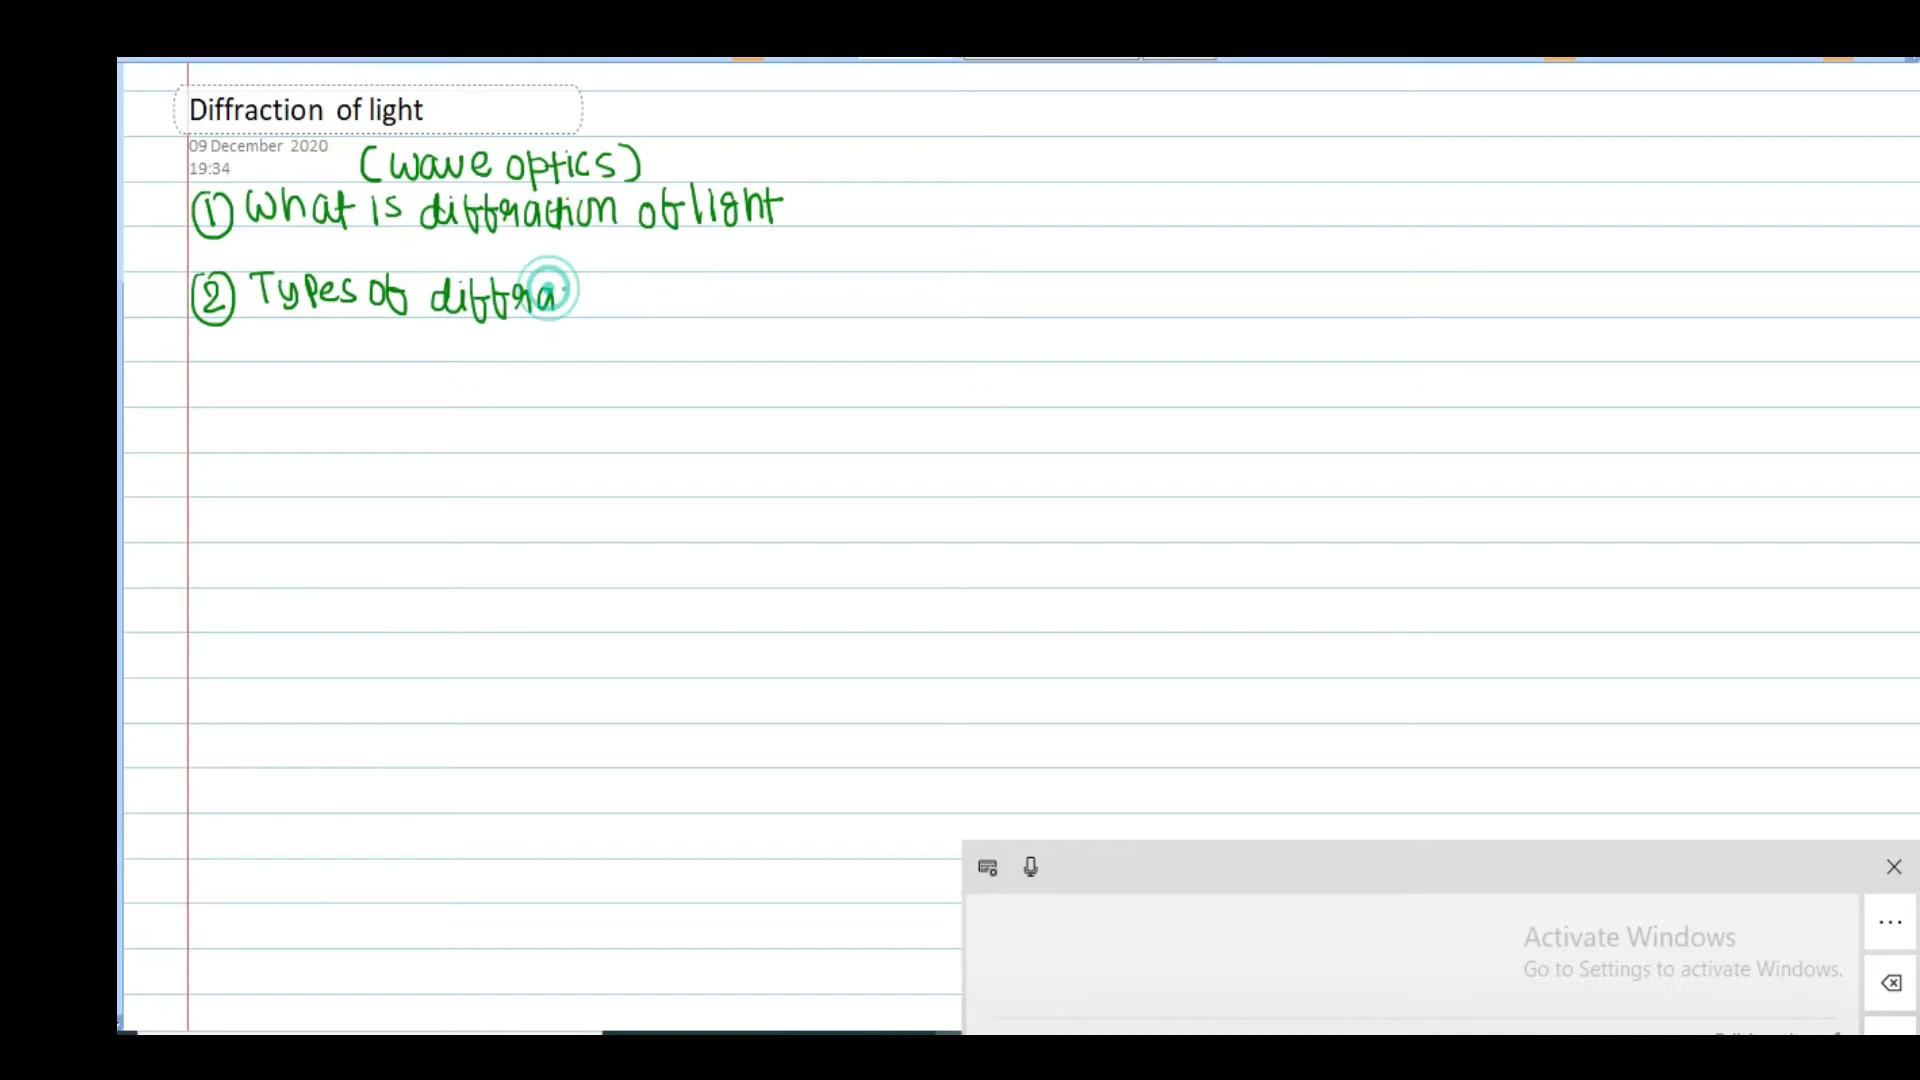 Diffraction of light
09 December 2020
19:34
(wave optics)
① What is diffraction of light
② Types of diffra
Activate Windows
Go to Settings to activate Windows.